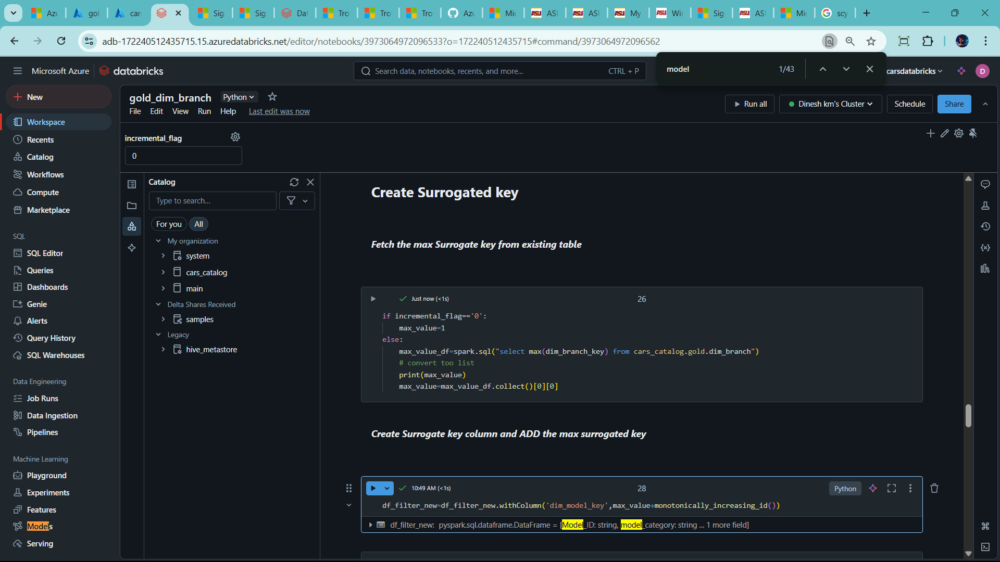 Azu
gol
car
Sig
Sig
Dat
Tro
Tro
Tro
Azu
Mic
ASU
ASU
My
Win
Sig
ASU
Mic
scy
adb-172240512435715.15.azuredatabricks.net/editor/notebooks/3973064972096533?o=172240512435715#command/3973064972096562
model
1/43
Microsoft Azure
databricks
Search data, notebooks, recents, and more...
CTRL + P
carsdatabricks
D
New
Workspace
Recents
Catalog
Workflows
Compute
Marketplace
SQL
SQL Editor
Queries
Dashboards
Genie
Alerts
Query History
SQL Warehouses
Data Engineering
Job Runs
Data Ingestion
Pipelines
Machine Learning
Playground
Experiments
Features
Models
Serving
gold_dim_branch
Python
File Edit View Run Help
Last edit was now
Run all
Dinesh km's Cluster
Schedule
Share
incremental_flag
0
Catalog
Type to search...
For you
All
My organization
system
cars_catalog
main
Delta Shares Received
samples
Legacy
hive_metastore
Create Surrogated key
Fetch the max Surrogate key from existing table
Just now (<1s)
26
if incremental_flag=='0':
max_value=1
else:
max_value_df=spark.sql("select max(dim_branch_key) from cars_catalog.gold.dim_branch")
# convert too list
print(max_value)
max_value=max_value_df.collect()[0][0]
Create Surrogate key column and ADD the max surrogated key
10:49 AM (<1s)
28
Python
df_filter_new=df_filter_new.withColumn('dim_model_key',max_value+monotonically_increasing_id())
df_filter_new: pyspark.sql.dataframe.DataFrame = [Model_ID: string, model_category: string ... 1 more field]